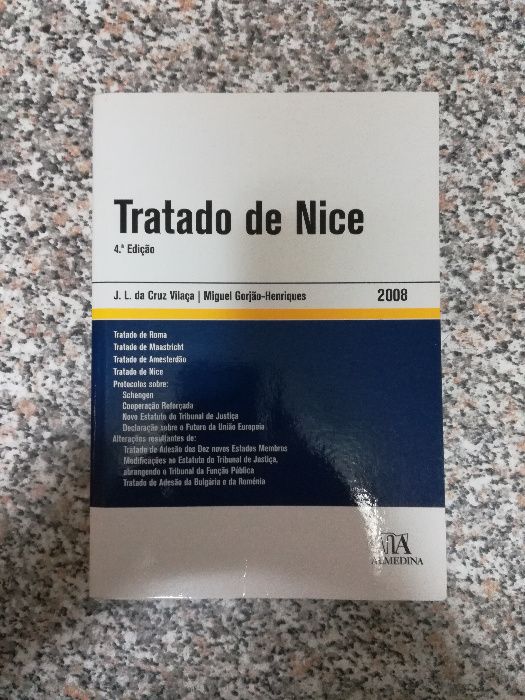 Tratado de Nice
4.ª Edição
J. L. da Cruz Vilaça | Miguel Gorjão-Henriques 2008
Tratado de Roma
Tratado de Maastricht
Tratado de Amesterdão
Tratado de Nice
Protocolos sobre:
Schengen
Cooperação Reforçada
Novo Estatuto do Tribunal de Justiça
Declaração sobre o Futuro da União Europeia
Alterações resultantes de:
Tratado de Adesão dos Dez novos Estados Membros
Modificações ao Estatuto do Tribunal de Justiça,
abrangendo o Tribunal da Função Pública
Tratado de Adesão da Bulgária e da Roménia
ALMEDINA